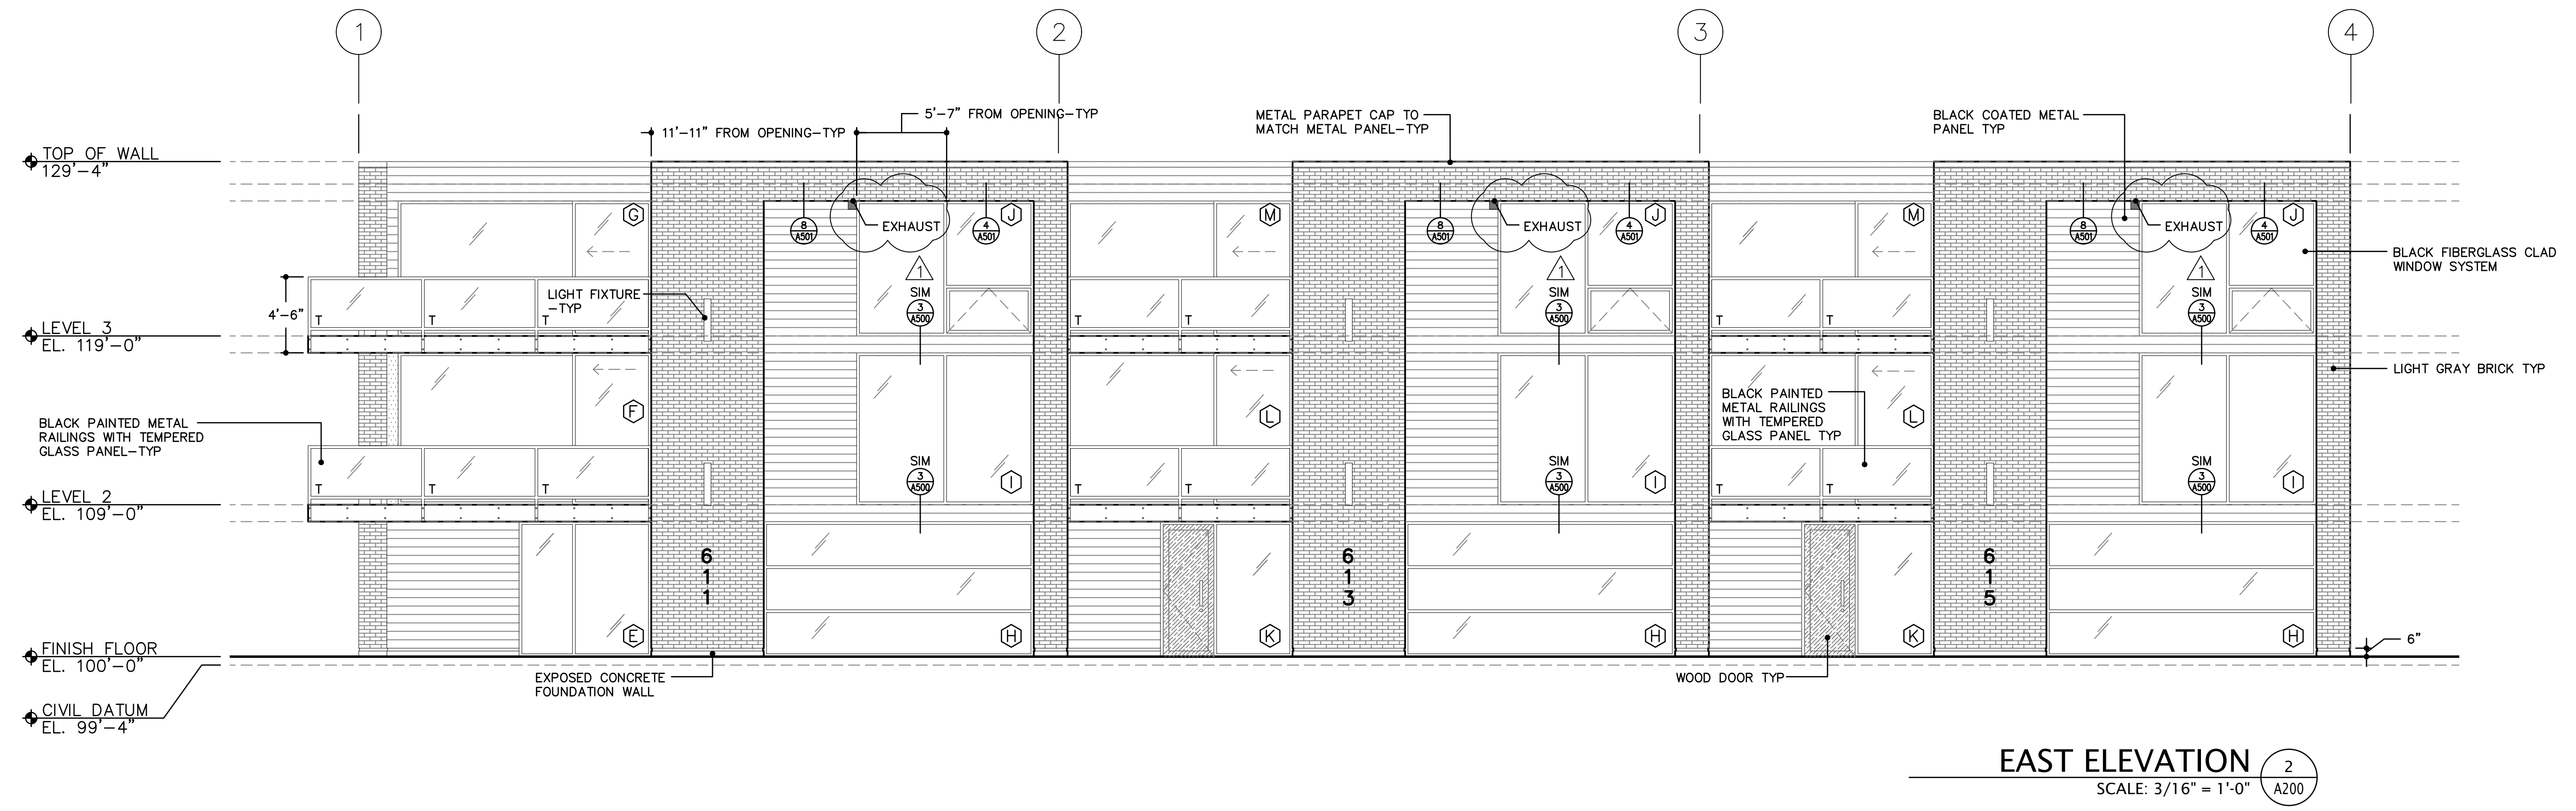 1
2
3
4
5'-7" FROM OPENING-TYP
11'-11" FROM OPENING-TYP
METAL PARAPET CAP TO
MATCH METAL PANEL-TYP
BLACK COATED METAL
PANEL TYP
TOP OF WALL
129'-4"
G
8
A501
EXHAUST
4
A501
J
M
8
A501
EXHAUST
4
A501
J
M
8
A501
EXHAUST
4
A501
J
BLACK FIBERGLASS CLAD
WINDOW SYSTEM
1
1
1
LIGHT FIXTURE
-TYP
SIM
3
A500
SIM
3
A500
SIM
3
A500
4'-6"
T
T
T
T
T
T
T
LEVEL 3
EL. 119'-0"
LIGHT GRAY BRICK TYP
F
L
L
BLACK PAINTED
METAL RAILINGS
WITH TEMPERED
GLASS PANEL TYP
BLACK PAINTED METAL
RAILINGS WITH TEMPERED
GLASS PANEL-TYP
SIM
3
A500
I
SIM
3
A500
I
SIM
3
A500
I
T
T
T
T
T
T
T
LEVEL 2
EL. 109'-0"
6
1
1
6
1
3
6
1
5
E
H
K
H
K
H
FINISH FLOOR
EL. 100'-0"
6"
EXPOSED CONCRETE
FOUNDATION WALL
WOOD DOOR TYP
CIVIL DATUM
EL. 99'-4"
EAST ELEVATION
SCALE: 3/16" = 1'-0"
2
A200